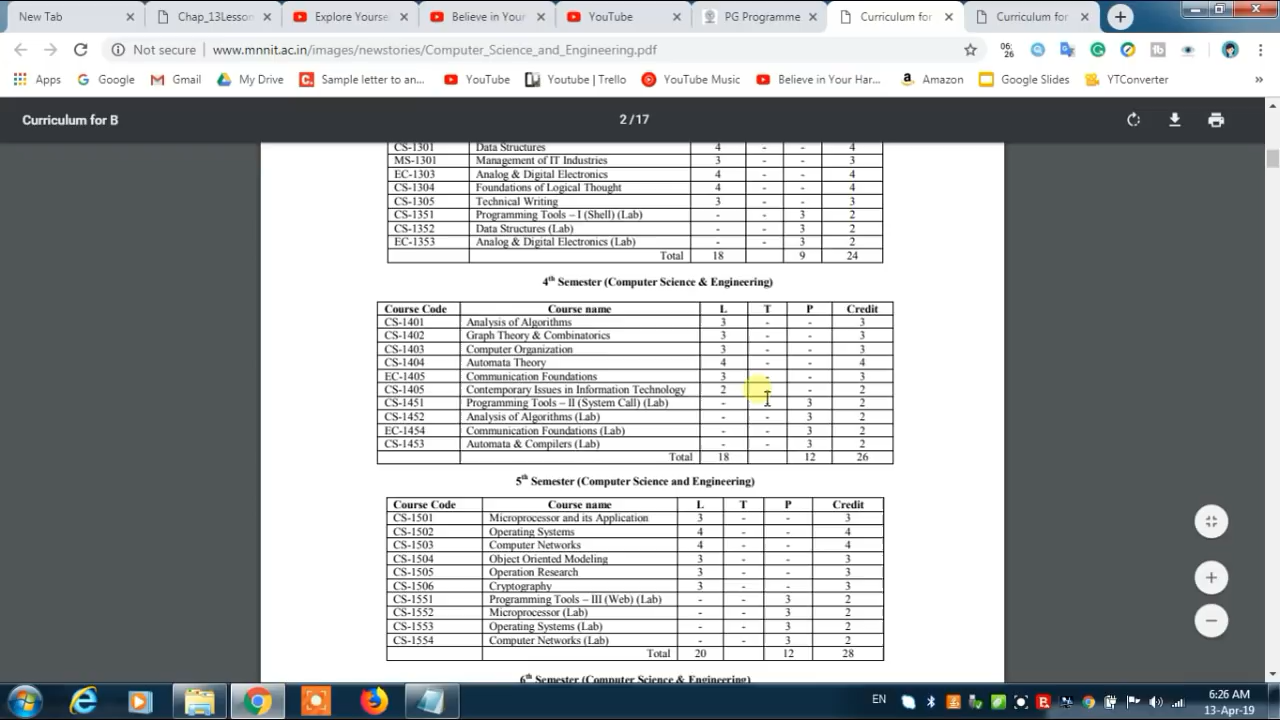 New Tab
Chap_13Lesson
Explore Yourse
Believe in Your
YouTube
PG Programme
Curriculum for
Curriculum for
Not secure www.mnnit.ac.in/images/newstories/Computer_Science_and_Engineering.pdf
06:
26
Apps Google Gmail My Drive Sample letter to an... YouTube Youtube | Trello YouTube Music Believe in Your Har... Amazon Google Slides YTConverter »
Curriculum for B 2 / 17
CS-1301 Data Structures 4 - - 4
MS-1301 Management of IT Industries 3 - - 3
EC-1303 Analog & Digital Electronics 4 - - 4
CS-1304 Foundations of Logical Thought 4 - - 4
CS-1305 Technical Writing 3 - - 3
CS-1351 Programming Tools – I (Shell) (Lab) - - 3 2
CS-1352 Data Structures (Lab) - - 3 2
EC-1353 Analog & Digital Electronics (Lab) - - 3 2
Total 18 9 24
4th Semester (Computer Science & Engineering)
Course Code Course name L T P Credit
CS-1401 Analysis of Algorithms 3 - - 3
CS-1402 Graph Theory & Combinatorics 3 - - 3
CS-1403 Computer Organization 3 - - 3
CS-1404 Automata Theory 4 - - 4
EC-1405 Communication Foundations 3 - - 3
CS-1405 Contemporary Issues in Information Technology 2 - 2
CS-1451 Programming Tools – II (System Call) (Lab) - - 3 2
CS-1452 Analysis of Algorithms (Lab) - - 3 2
EC-1454 Communication Foundations (Lab) - - 3 2
CS-1453 Automata & Compilers (Lab) - - 3 2
Total 18 12 26
5th Semester (Computer Science and Engineering)
Course Code Course name L T P Credit
CS-1501 Microprocessor and its Application 3 - - 3
CS-1502 Operating Systems 4 - - 4
CS-1503 Computer Networks 4 - - 4
CS-1504 Object Oriented Modeling 3 - - 3
CS-1505 Operation Research 3 - - 3
CS-1506 Cryptography 3 - - 3
CS-1551 Programming Tools – III (Web) (Lab) - - 3 2
CS-1552 Microprocessor (Lab) - - 3 2
CS-1553 Operating Systems (Lab) - - 3 2
CS-1554 Computer Networks (Lab) - - 3 2
Total 20 12 28
6th Semester (Computer Science & Engineering)
EN
6:26 AM
13-Apr-19